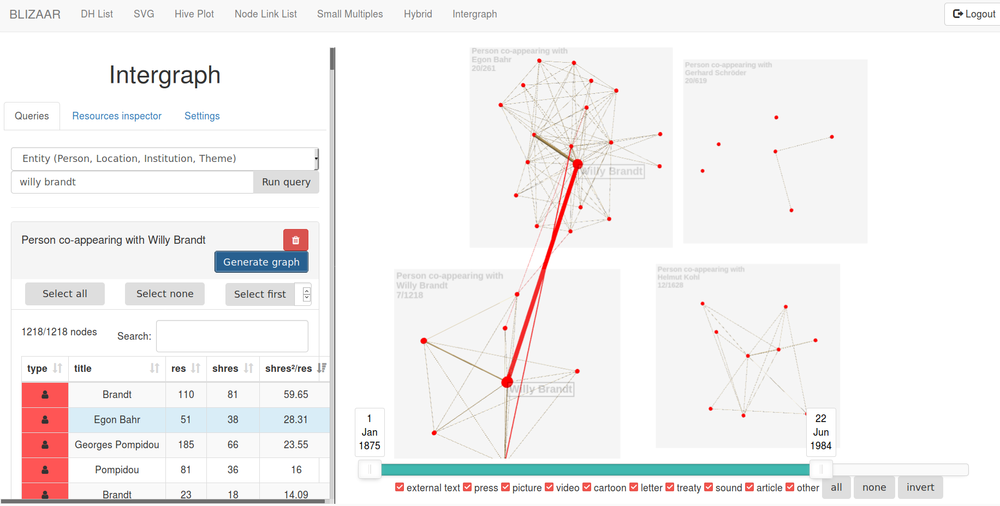 BLIZAAR DH List SVG Hive Plot Node Link List Small Multiples Hybrid Intergraph Logout
Intergraph
Queries Resources inspector Settings
Entity (Person, Location, Institution, Theme)
willy brandt Run query
Person co-appearing with Willy Brandt
Generate graph
Select all Select none Select first
1218/1218 nodes Search:
type title res shres shres²/res
Brandt 110 81 59.65
Egon Bahr 51 38 28.31
Georges Pompidou 185 66 23.55
Pompidou 81 36 16
Brandt 23 18 14.09
Person co-appearing with
Egon Bahr
20/261
Willy Brandt
Person co-appearing with
Gerhard Schröder
20/619
Person co-appearing with
Willy Brandt
7/1218
Willy Brandt
Person co-appearing with
Helmut Kohl
12/1628
1
Jan
1875
22
Jun
1984
external text press picture video cartoon letter treaty sound article other all none invert